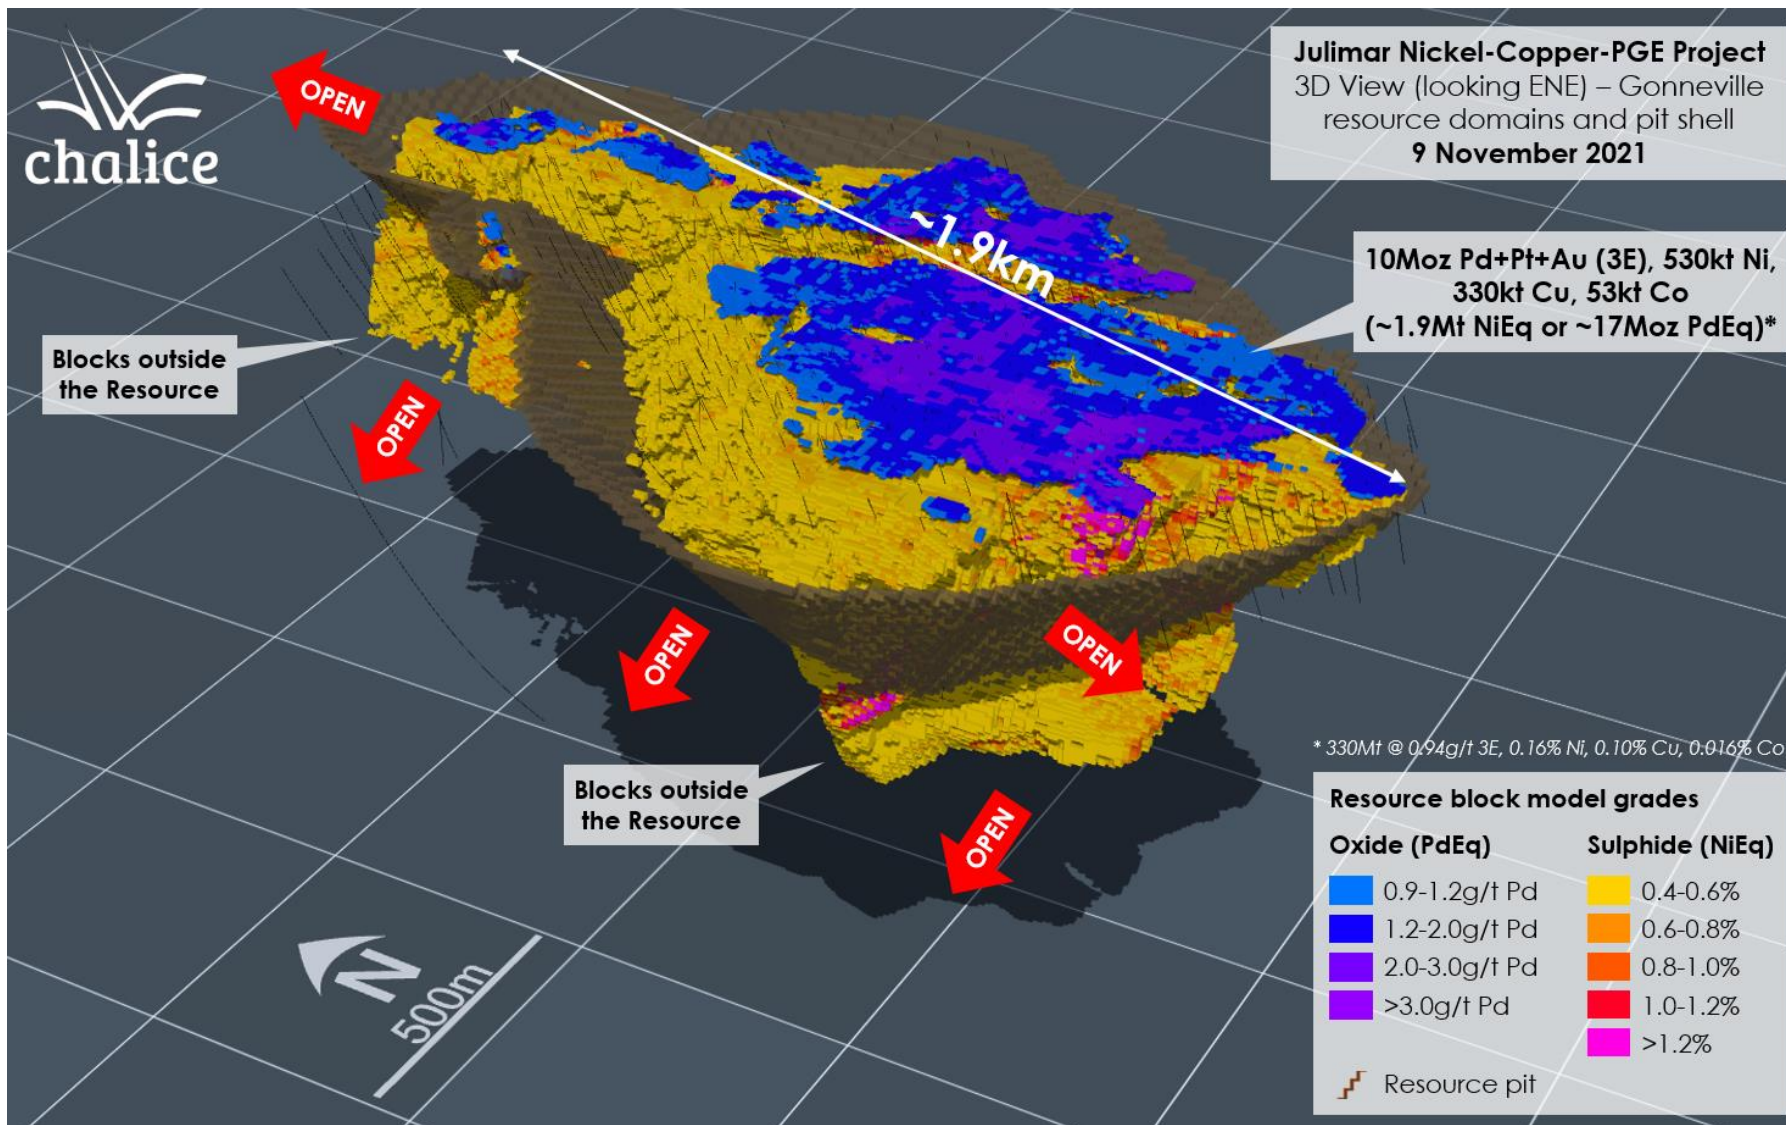 chalice
Julimar Nickel-Copper-PGE Project
3D View (looking ENE) – Gonneville
resource domains and pit shell
9 November 2021
OPEN
~1.9km
10Moz Pd+Pt+Au (3E), 530kt Ni,
330kt Cu, 53kt Co
(~1.9Mt NiEq or ~17Moz PdEq)*
Blocks outside
the Resource
OPEN
OPEN
OPEN
Blocks outside
the Resource
OPEN
* 330Mt @ 0.94g/t 3E, 0.16% Ni, 0.10% Cu, 0.016% Co
Resource block model grades
Oxide (PdEq)
0.9-1.2g/t Pd
1.2-2.0g/t Pd
2.0-3.0g/t Pd
>3.0g/t Pd
Sulphide (NiEq)
0.4-0.6%
0.6-0.8%
0.8-1.0%
1.0-1.2%
>1.2%
Resource pit
N
500m